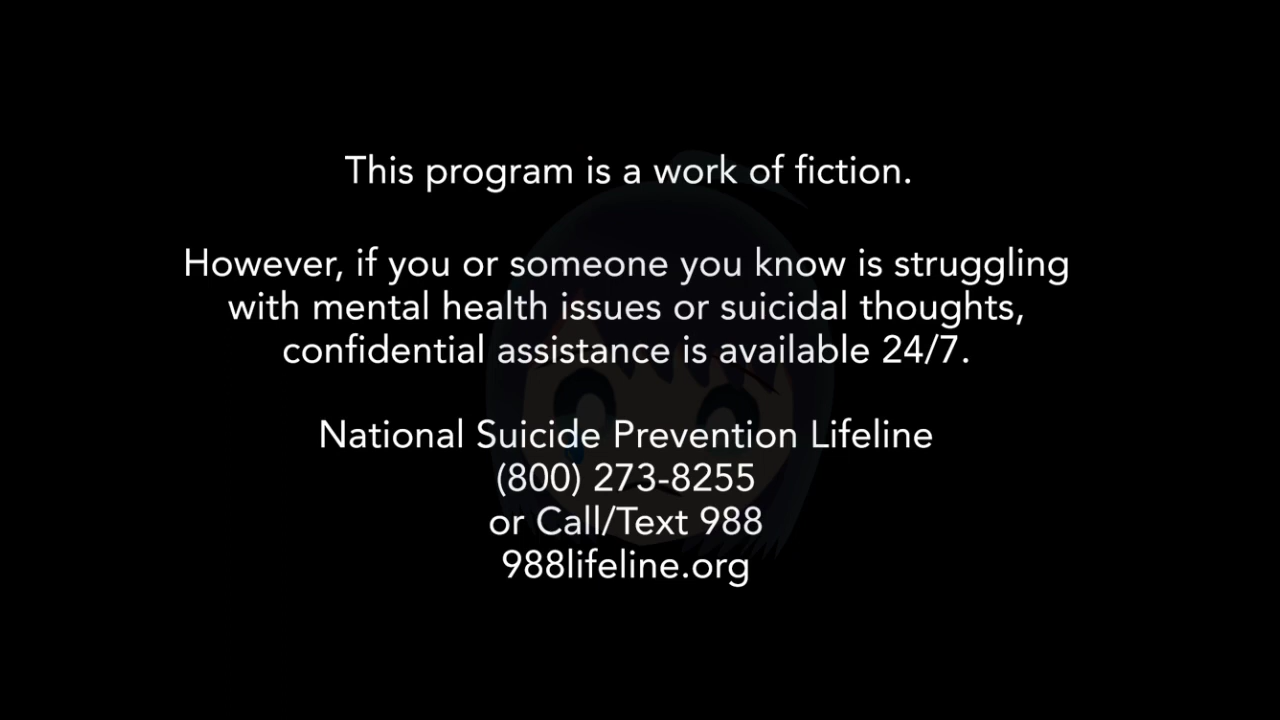 This program is a work of fiction.
However, if you or someone you know is struggling
with mental health issues or suicidal thoughts,
confidential assistance is available 24/7.
National Suicide Prevention Lifeline
(800) 273-8255
or Call/Text 988
988lifeline.org